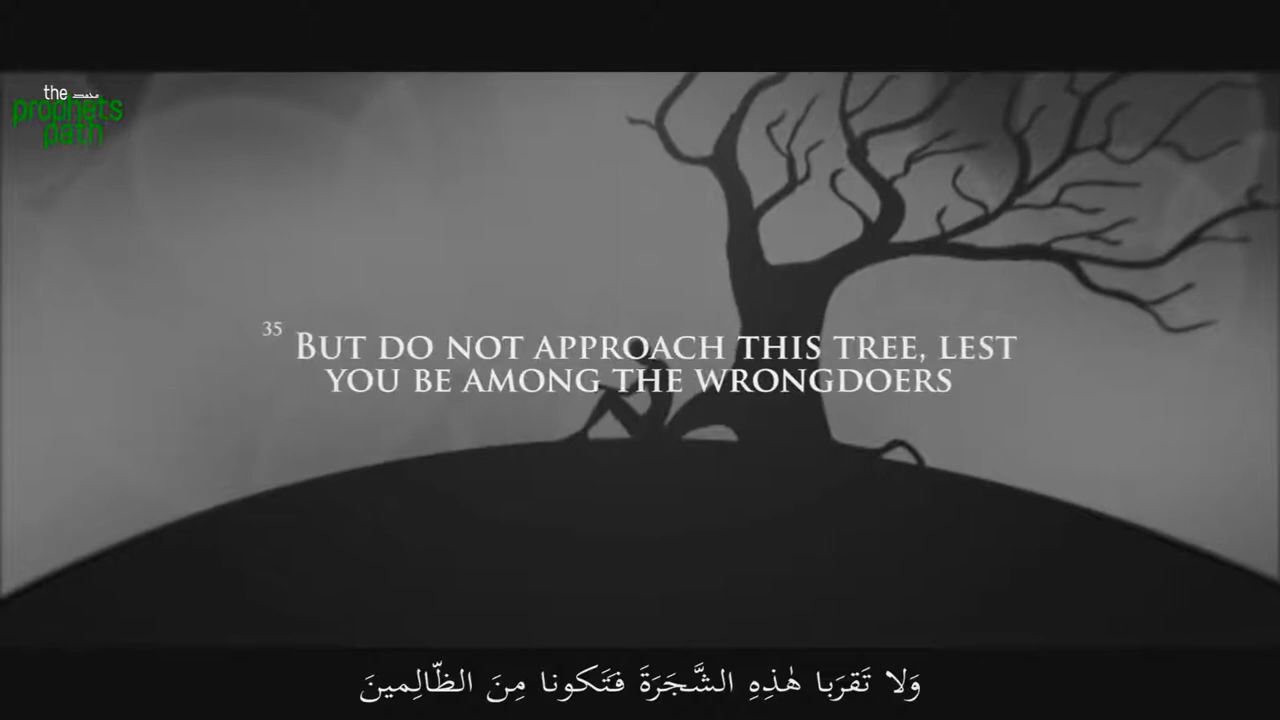 the محمد
prophets
path
35 BUT DO NOT APPROACH THIS TREE, LEST
YOU BE AMONG THE WRONGDOERS
وَلا تَقرَبا هٰذِهِ الشَّجَرَةَ فَتَكونا مِنَ الظّالِمينَ